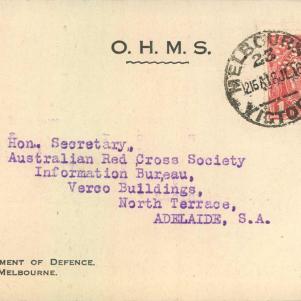 O. H. M. S.
MELBOURNE
23
VICTO
Hon. Secretary,
Australian Red Cross Society
Information Bureau,
Verco Buildings,
North Terrace,
ADELAIDE, S.A.
MENT OF DEFENCE.
MELBOURNE.